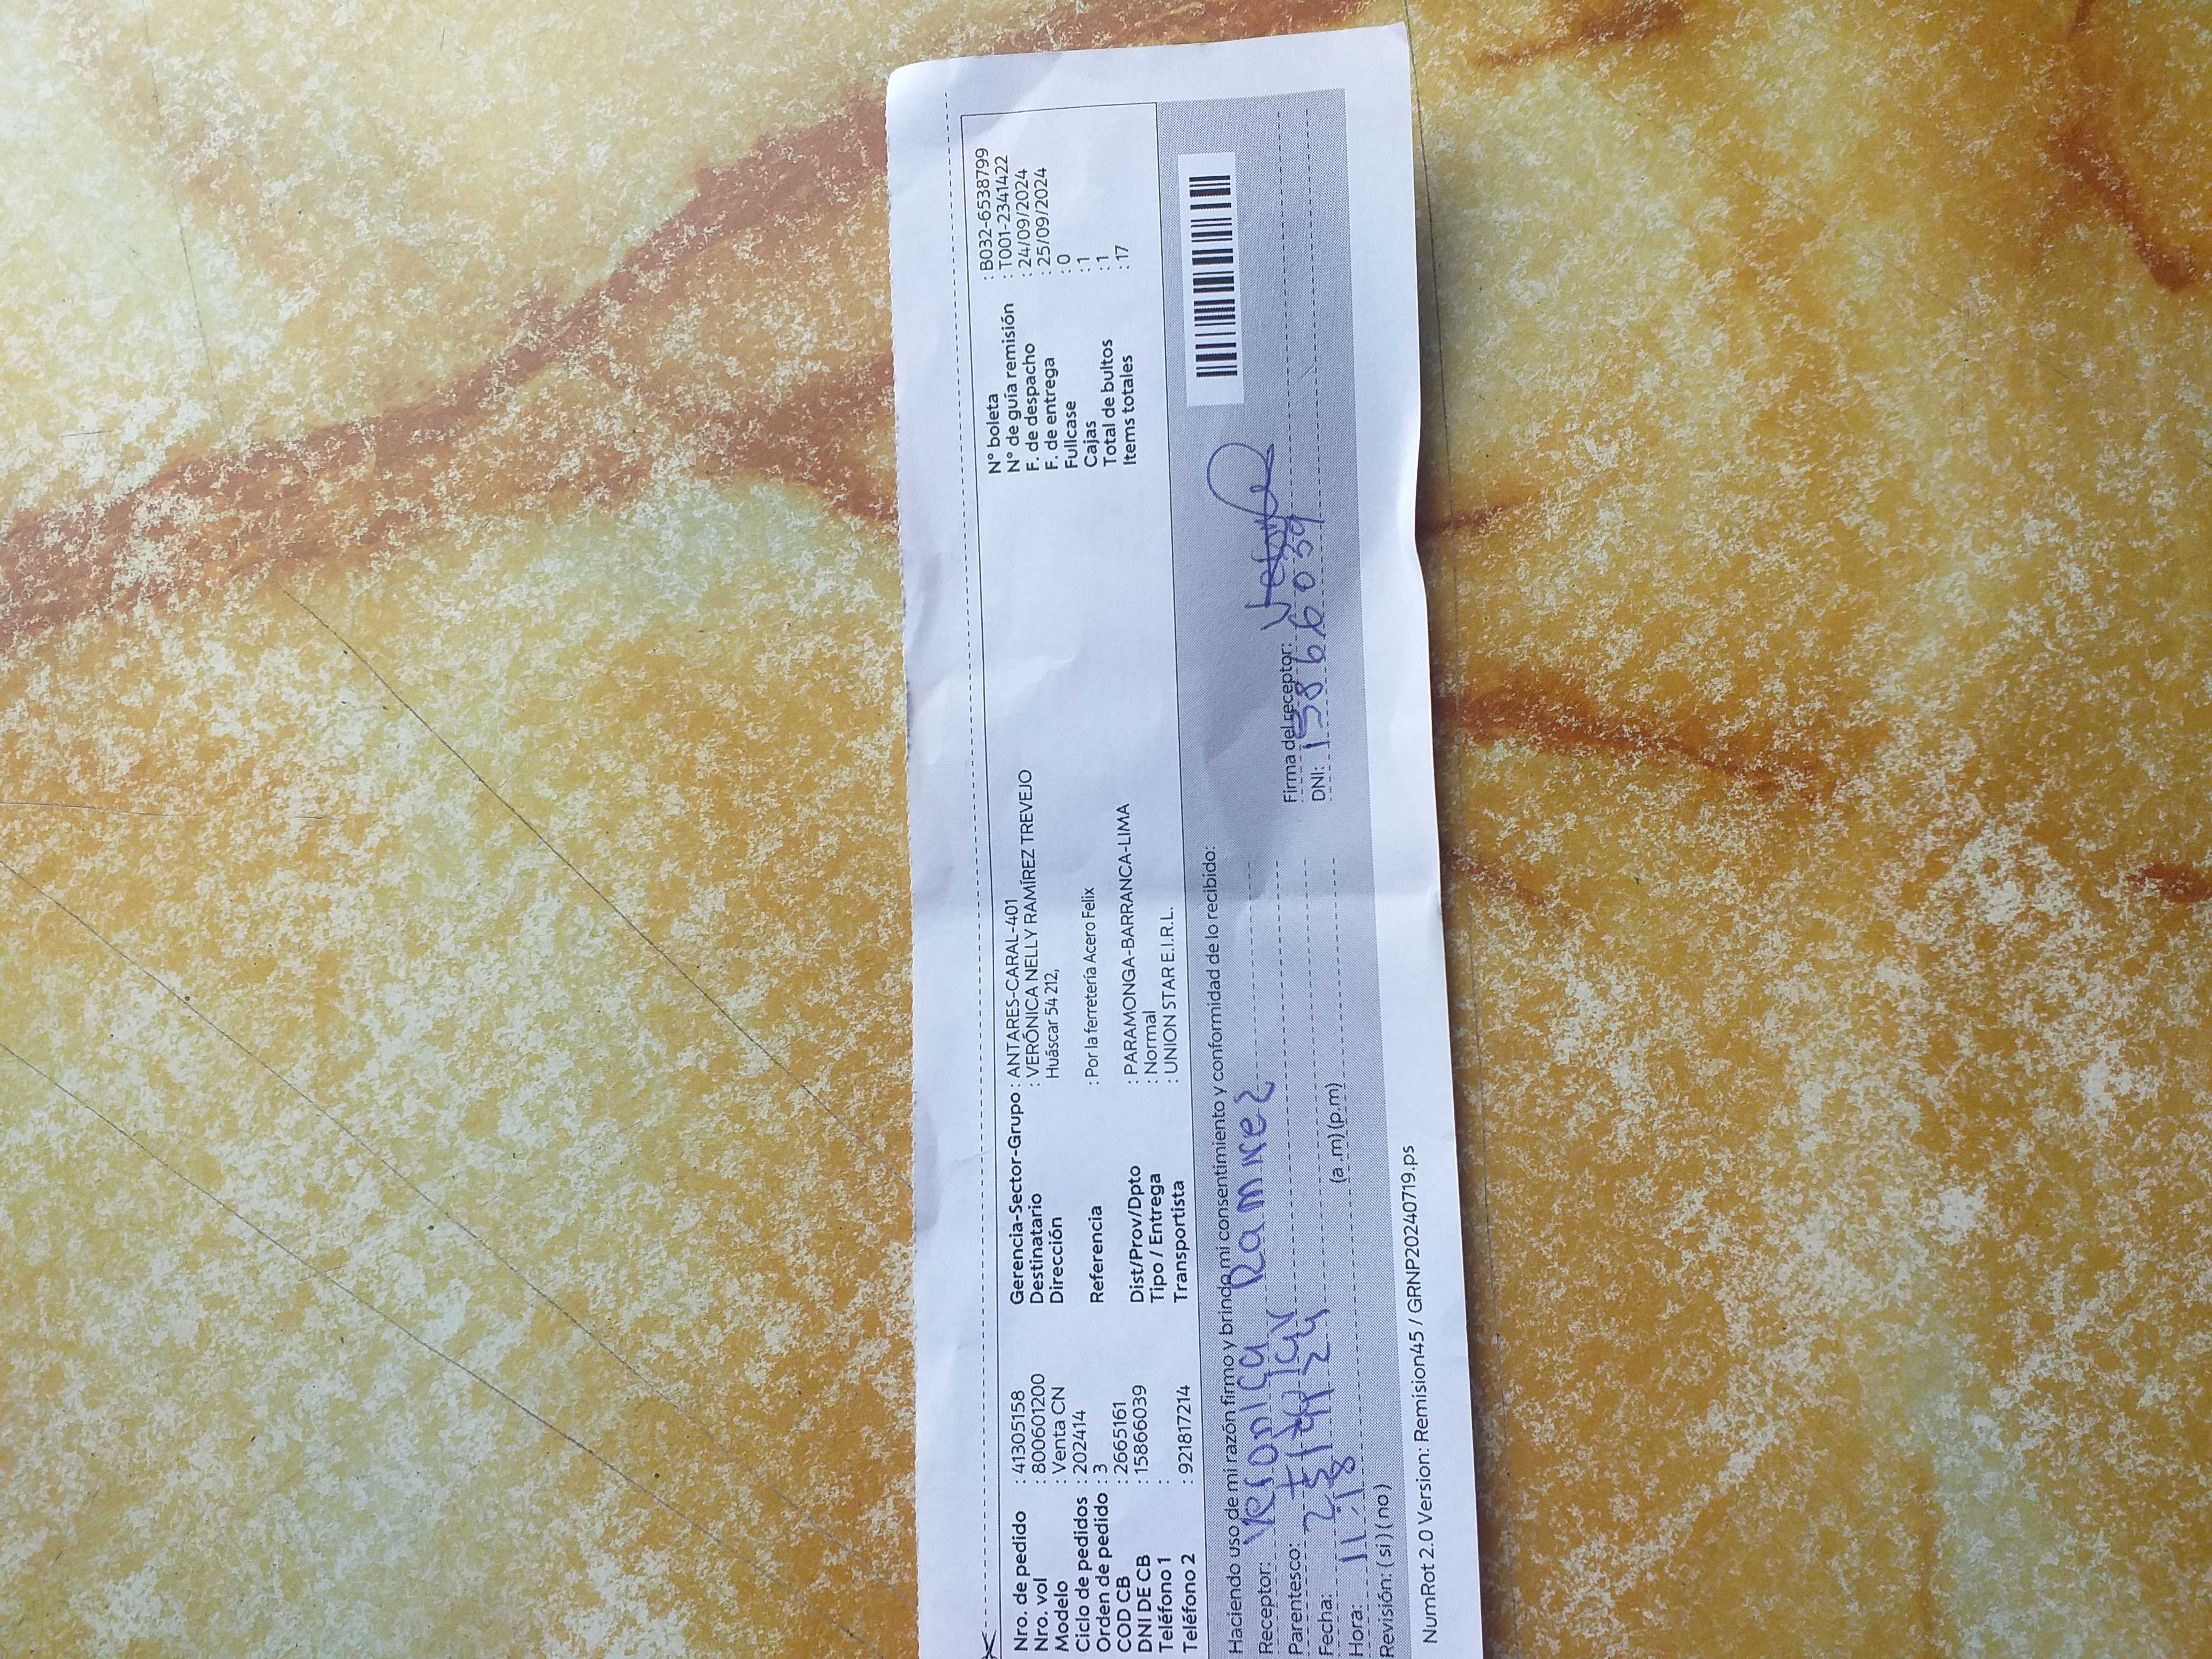 Nro. de pedido : 41305158 Gerencia-Sector-Grupo : ANTARES-CARAL-401 N° boleta : B032-6538799
Nro. vol : 800601200 Destinatario : VERÓNICA NELLY RAMÍREZ TREVEJO N° de guía remisión : T001-2341422
Modelo : Venta CN Dirección Huáscar 54 212, F. de despacho : 24/09/2024
Ciclo de pedidos : 202414 F. de entrega : 25/09/2024
Orden de pedido : 3 Referencia : Por la ferretería Acero Felix Fullcase : 0
COD CB : 2665161 Cajas : 1
DNI DE CB : 15866039 Dist/Prov/Dpto : PARAMONGA-BARRANCA-LIMA Total de bultos : 1
Teléfono 1 : Tipo / Entrega : Normal Items totales : 17
Teléfono 2 : 921817214 Transportista : UNION STAR E.I.R.L.
Haciendo uso de mi razón firmo y brindo mi consentimiento y conformidad de lo recibido:
Receptor: Veronica Ramirez
Parentesco: Firma del receptor:
Fecha: DNI: 15866039
Hora: 11:18 (a .m) (p.m)
Revisión: ( si ) ( no )
NumRot 2.0 Version: Remision45 / GRNP20240719.ps